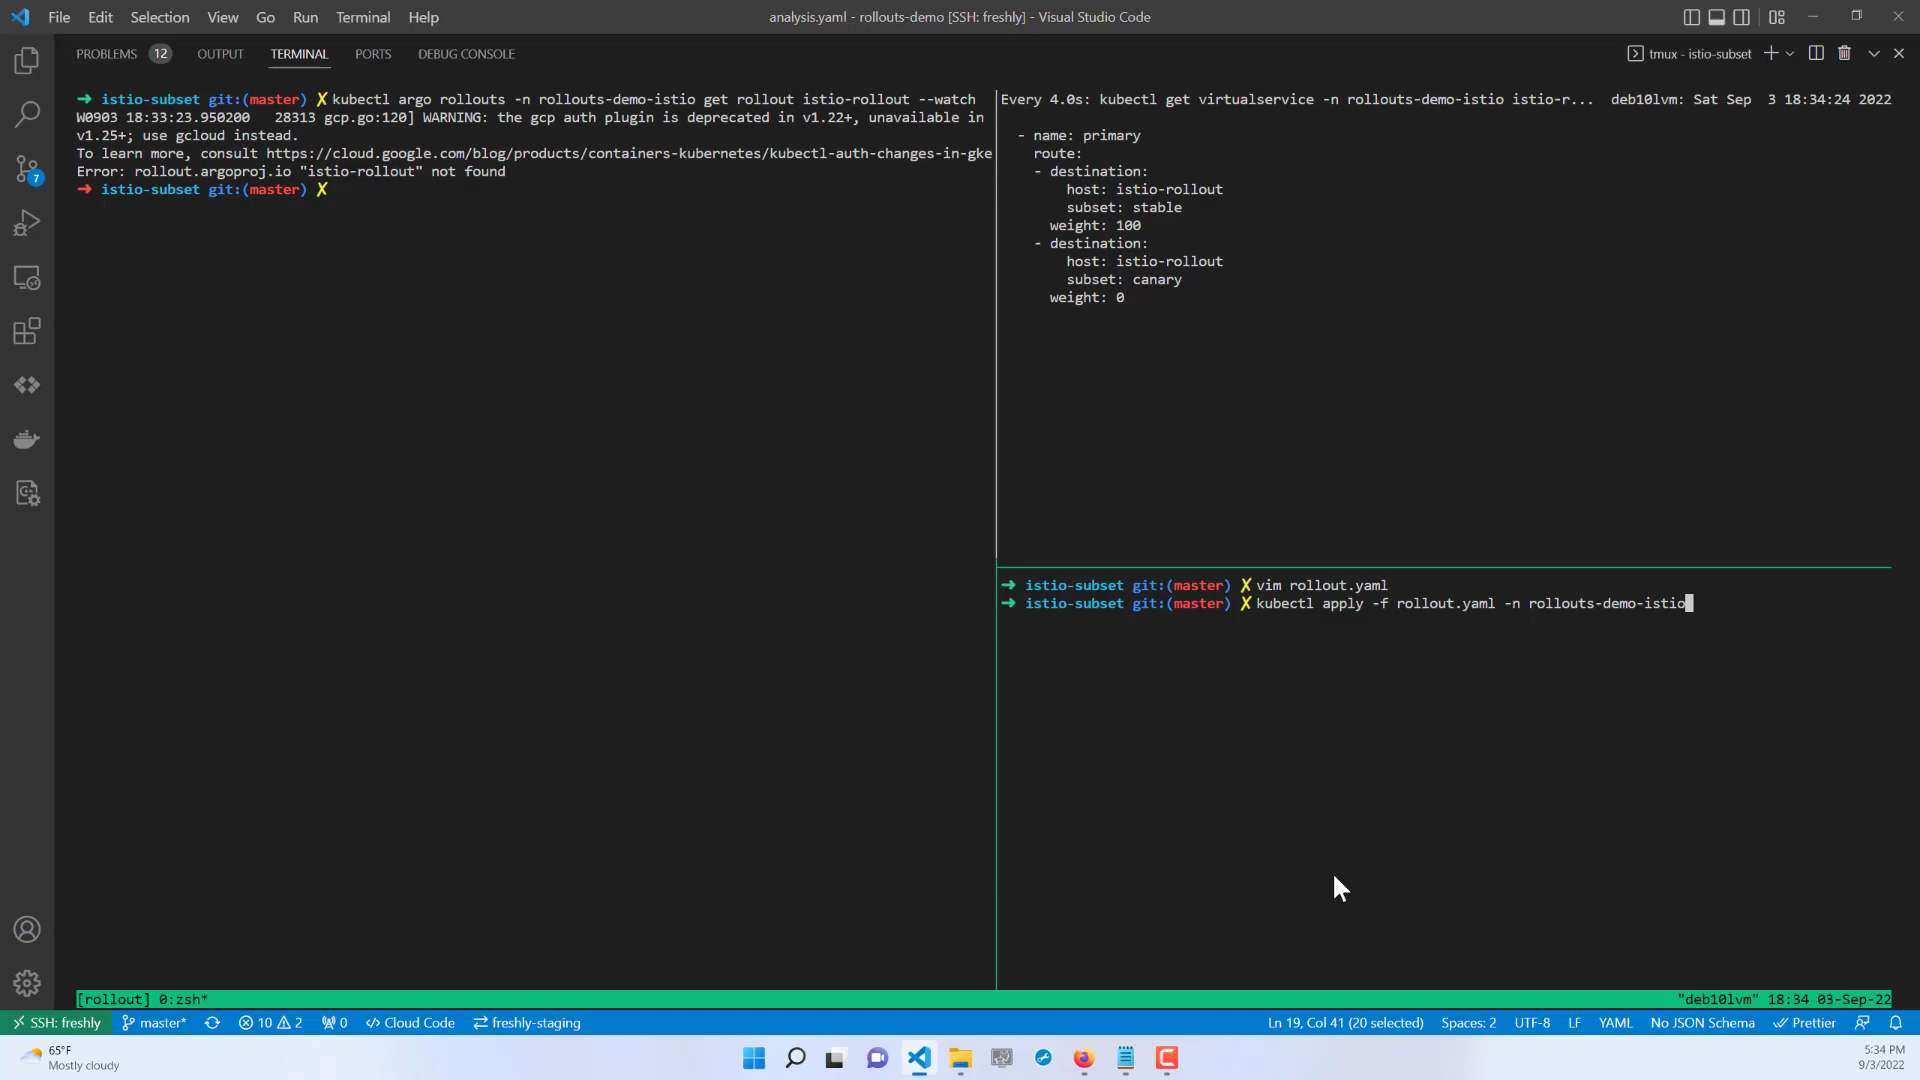 File Edit Selection View Go Run Terminal Help
analysis.yaml - rollouts-demo [SSH: freshly] - Visual Studio Code
PROBLEMS 12 OUTPUT TERMINAL PORTS DEBUG CONSOLE
tmux - istio-subset
➜ istio-subset git:(master) ✗ kubectl argo rollouts -n rollouts-demo-istio get rollout istio-rollout --watch
W0903 18:33:23.950200 28313 gcp.go:120] WARNING: the gcp auth plugin is deprecated in v1.22+, unavailable in
v1.25+; use gcloud instead.
To learn more, consult https://cloud.google.com/blog/products/containers-kubernetes/kubectl-auth-changes-in-gke
Error: rollout.argoproj.io "istio-rollout" not found
➜ istio-subset git:(master) ✗
Every 4.0s: kubectl get virtualservice -n rollouts-demo-istio istio-r... deb10lvm: Sat Sep 3 18:34:24 2022
- name: primary
route:
- destination:
host: istio-rollout
subset: stable
weight: 100
- destination:
host: istio-rollout
subset: canary
weight: 0
➜ istio-subset git:(master) ✗ vim rollout.yaml
➜ istio-subset git:(master) ✗ kubectl apply -f rollout.yaml -n rollouts-demo-istio
[rollout] 0:zsh*
"deb10lvm" 18:34 03-Sep-22
7
SSH: freshly master* 10 2 0 Cloud Code freshly-staging
Ln 19, Col 41 (20 selected) Spaces: 2 UTF-8 LF YAML No JSON Schema Prettier
65°F
Mostly cloudy
5:34 PM
9/3/2022